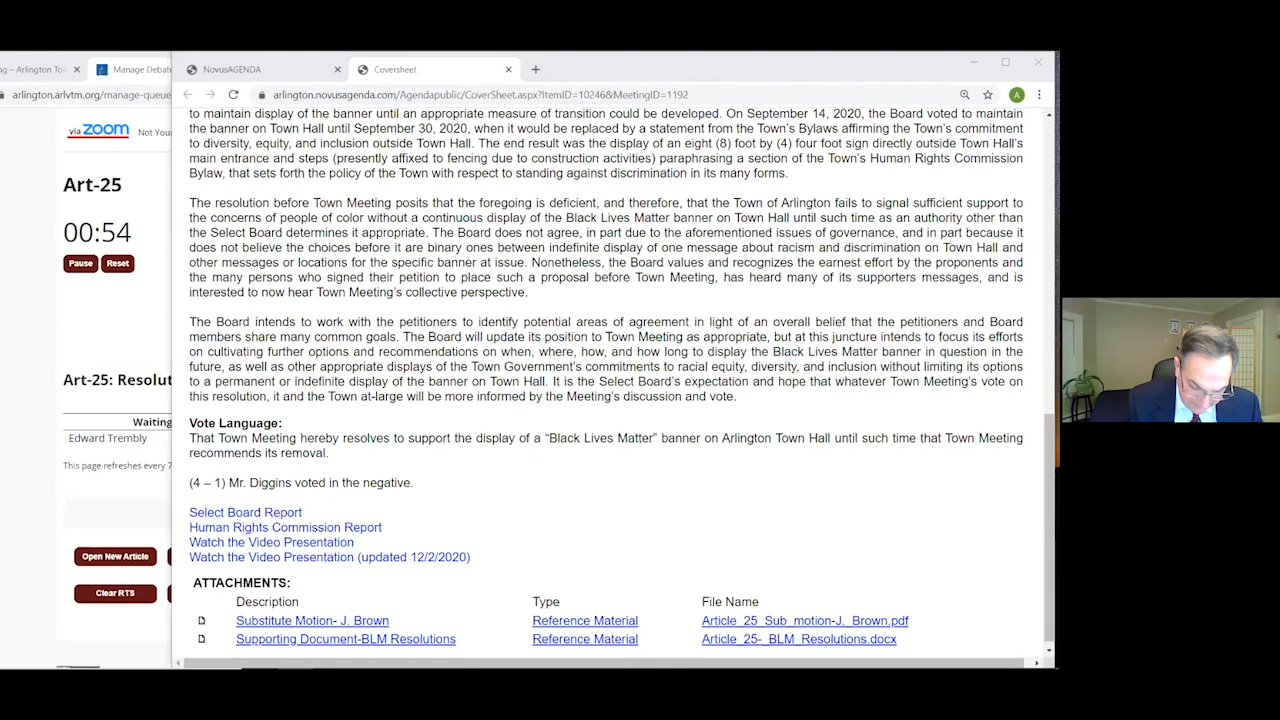 ng – Arlington To
Manage Debat
NovusAGENDA
Coversheet
arlington.arlvtm.org/manage-queue
arlington.novusagenda.com/Agendapublic/CoverSheet.aspx?ItemID=10246&MeetingID=1192
A
via zoom
Not You
Art-25
00:54
Pause
Reset
Art-25: Resolut
Waiting
Edward Trembly
This page refreshes every 7
Open New Article
Clear RTS
to maintain display of the banner until an appropriate measure of transition could be developed. On September 14, 2020, the Board voted to maintain
the banner on Town Hall until September 30, 2020, when it would be replaced by a statement from the Town's Bylaws affirming the Town's commitment
to diversity, equity, and inclusion outside Town Hall. The end result was the display of an eight (8) foot by (4) four foot sign directly outside Town Hall's
main entrance and steps (presently affixed to fencing due to construction activities) paraphrasing a section of the Town's Human Rights Commission
Bylaw, that sets forth the policy of the Town with respect to standing against discrimination in its many forms.
The resolution before Town Meeting posits that the foregoing is deficient, and therefore, that the Town of Arlington fails to signal sufficient support to
the concerns of people of color without a continuous display of the Black Lives Matter banner on Town Hall until such time as an authority other than
the Select Board determines it appropriate. The Board does not agree, in part due to the aforementioned issues of governance, and in part because it
does not believe the choices before it are binary ones between indefinite display of one message about racism and discrimination on Town Hall and
other messages or locations for the specific banner at issue. Nonetheless, the Board values and recognizes the earnest effort by the proponents and
the many persons who signed their petition to place such a proposal before Town Meeting, has heard many of its supporters messages, and is
interested to now hear Town Meeting's collective perspective.
The Board intends to work with the petitioners to identify potential areas of agreement in light of an overall belief that the petitioners and Board
members share many common goals. The Board will update its position to Town Meeting as appropriate, but at this juncture intends to focus its efforts
on cultivating further options and recommendations on when, where, how, and how long to display the Black Lives Matter banner in question in the
future, as well as other appropriate displays of the Town Government's commitments to racial equity, diversity, and inclusion without limiting its options
to a permanent or indefinite display of the banner on Town Hall. It is the Select Board's expectation and hope that whatever Town Meeting's vote on
this resolution, it and the Town at-large will be more informed by the Meeting's discussion and vote.
Vote Language:
That Town Meeting hereby resolves to support the display of a "Black Lives Matter" banner on Arlington Town Hall until such time that Town Meeting
recommends its removal.
(4 – 1) Mr. Diggins voted in the negative.
Select Board Report
Human Rights Commission Report
Watch the Video Presentation
Watch the Video Presentation (updated 12/2/2020)
ATTACHMENTS:
Description Type File Name
Substitute Motion- J. Brown Reference Material Article_25_Sub_motion-J._Brown.pdf
Supporting Document-BLM Resolutions Reference Material Article_25-_BLM_Resolutions.docx